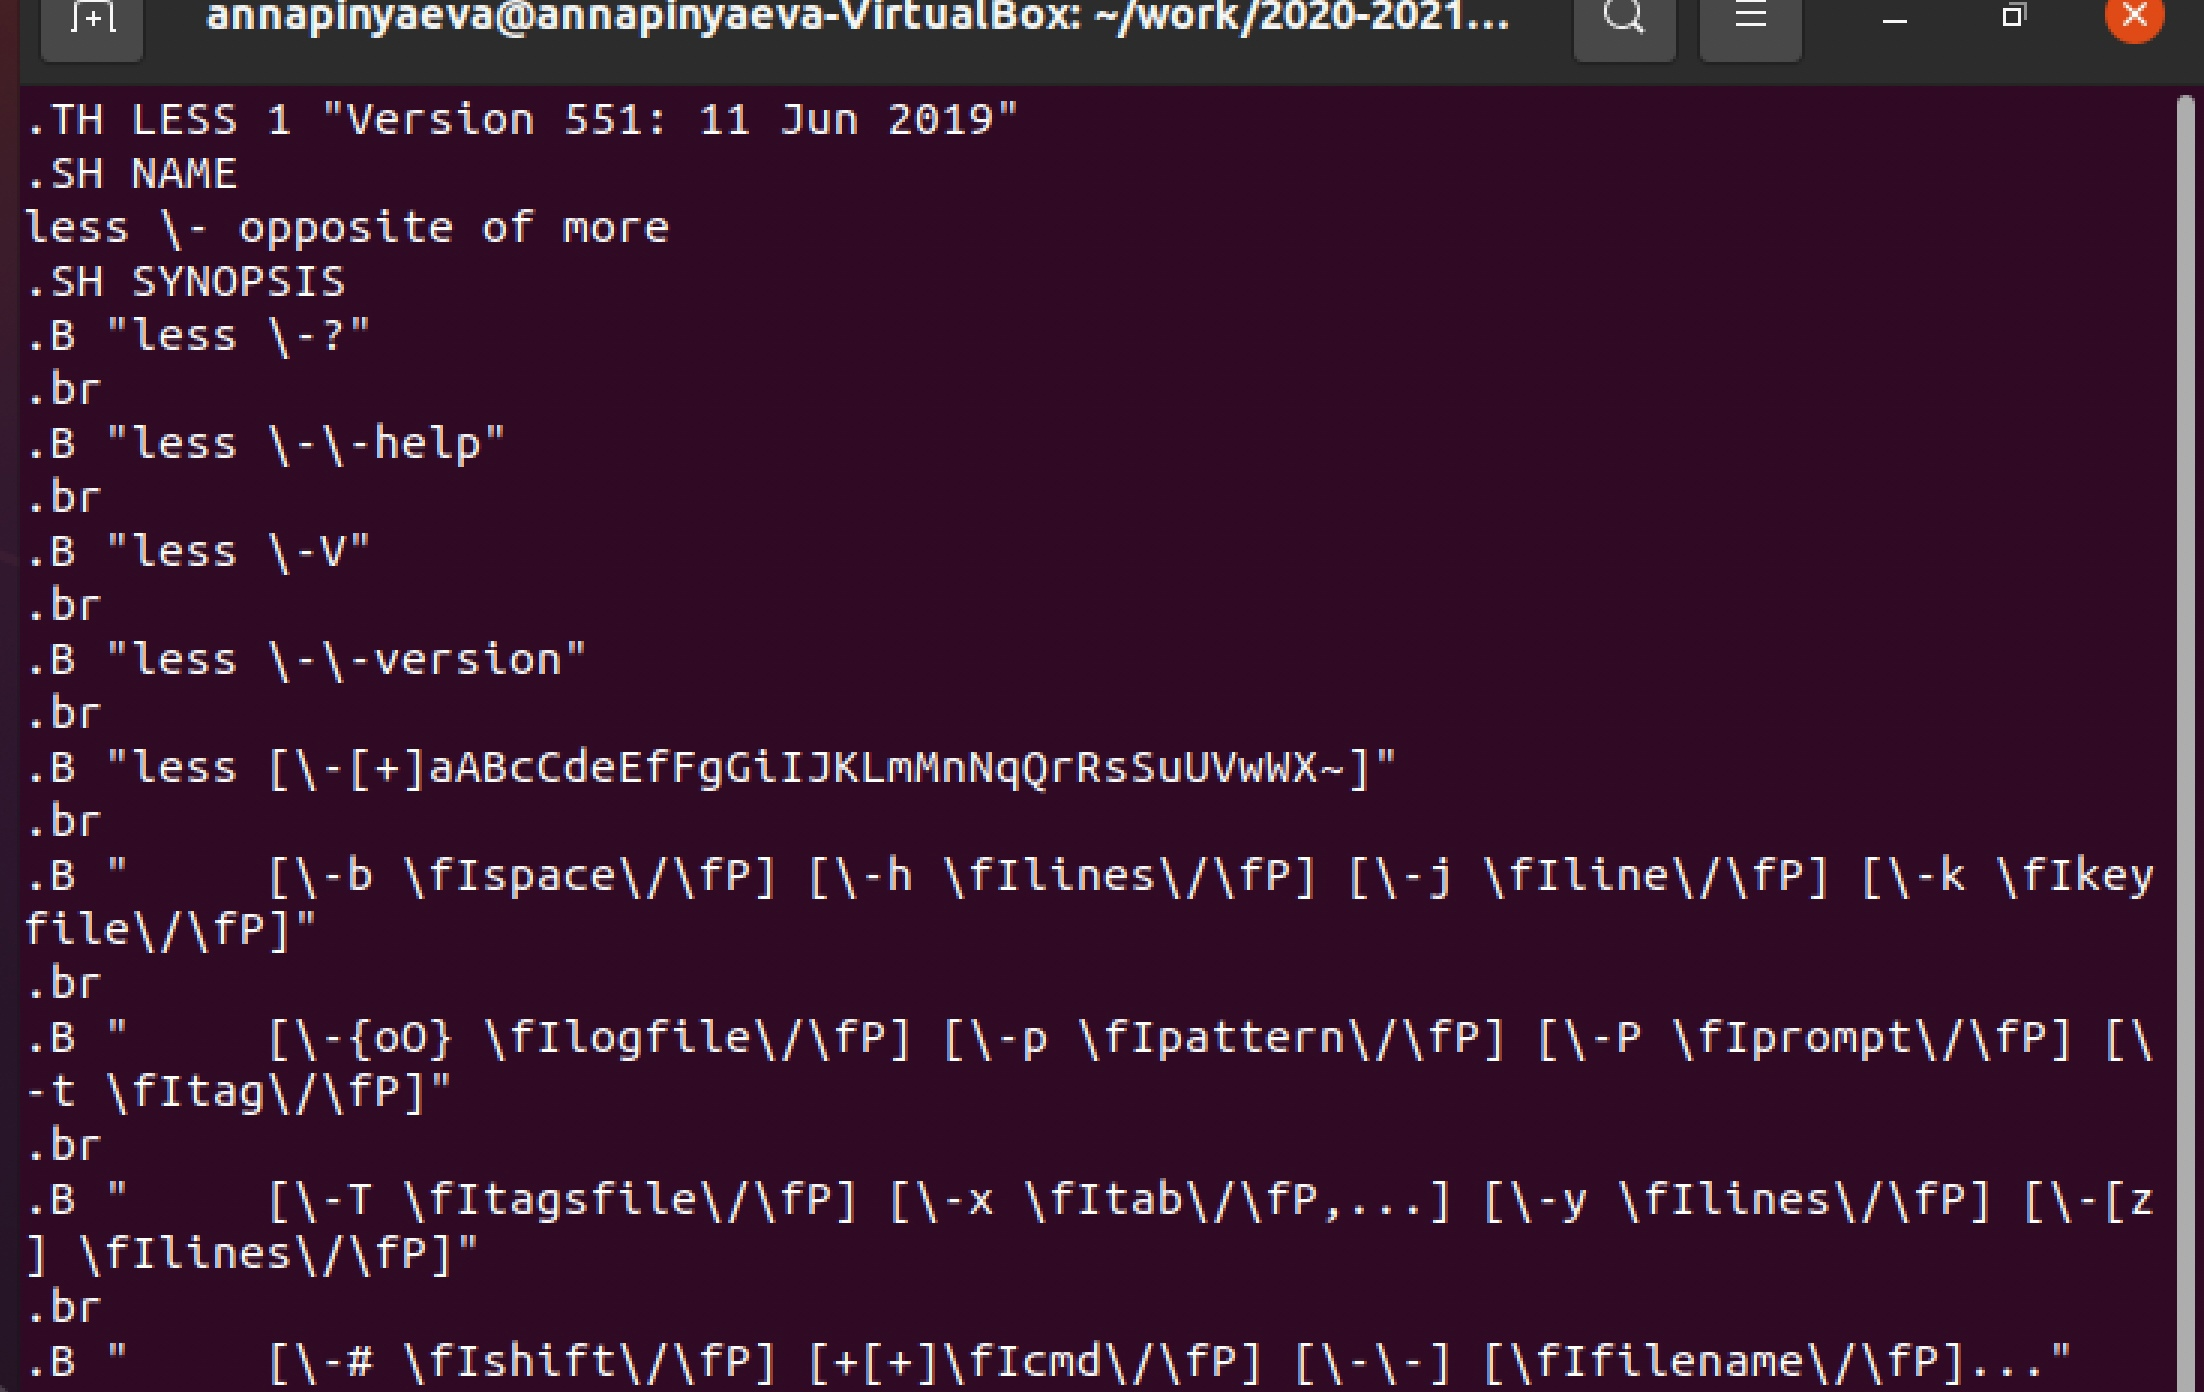 annapinyaeva@annapinyaeva-VirtualBox: ~/work/2020-2021...
.TH LESS 1 "Version 551: 11 Jun 2019"
.SH NAME
less \- opposite of more
.SH SYNOPSIS
.B "less \-?"
.br
.B "less \-\-help"
.br
.B "less \-V"
.br
.B "less \-\-version"
.br
.B "less [\-[+]aABcCdeEfFgGiIJKLmMnNqQrRsSuUVwWX~]"
.br
.B "     [\-b \fIspace\/\fP] [\-h \fIlines\/\fP] [\-j \fIline\/\fP] [\-k \fIkey
file\/\fP]"
.br
.B "     [\-{oO} \fIlogfile\/\fP] [\-p \fIpattern\/\fP] [\-P \fIprompt\/\fP] [\
-t \fItag\/\fP]"
.br
.B "     [\-T \fItagsfile\/\fP] [\-x \fItab\/\fP,...] [\-y \fIlines\/\fP] [\-[z
] \fIlines\/\fP]"
.br
.B "     [\-# \fIshift\/\fP] [+[+]\fIcmd\/\fP] [\-\-] [\fIfilename\/\fP]..."